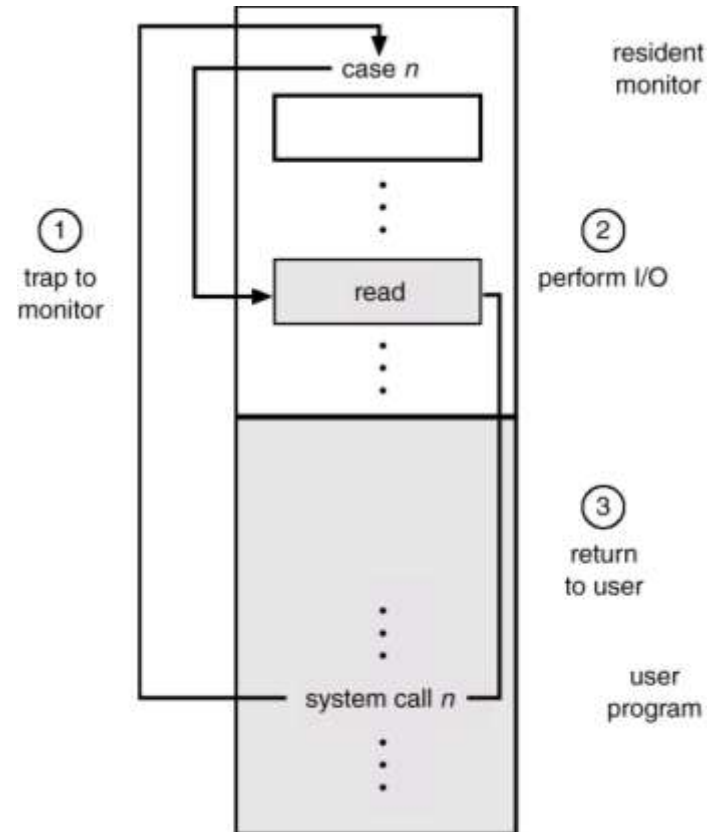 case n
resident
monitor
1
trap to
monitor
2
perform I/O
read
3
return
to user
system call n
user
program